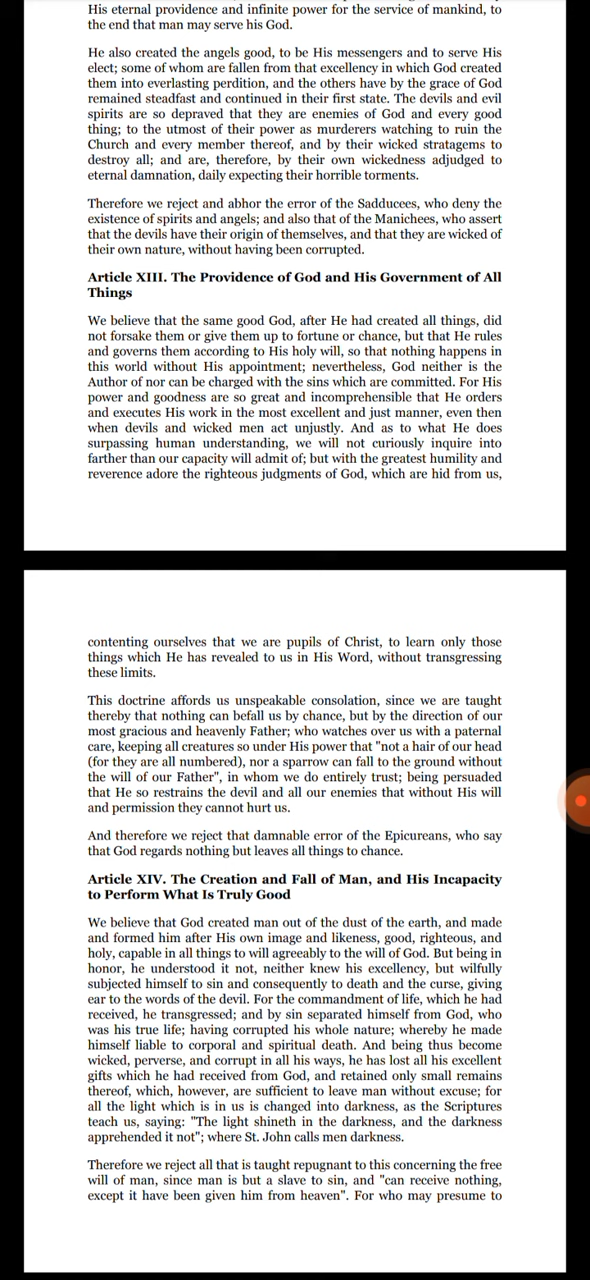 His eternal providence and infinite power for the service of mankind, to
the end that man may serve his God.
He also created the angels good, to be His messengers and to serve His
elect; some of whom are fallen from that excellency in which God created
them into everlasting perdition, and the others have by the grace of God
remained steadfast and continued in their first state. The devils and evil
spirits are so depraved that they are enemies of God and every good
thing; to the utmost of their power as murderers watching to ruin the
Church and every member thereof, and by their wicked stratagems to
destroy all; and are, therefore, by their own wickedness adjudged to
eternal damnation, daily expecting their horrible torments.
Therefore we reject and abhor the error of the Sadducees, who deny the
existence of spirits and angels; and also that of the Manichees, who assert
that the devils have their origin of themselves, and that they are wicked of
their own nature, without having been corrupted.
Article XIII. The Providence of God and His Government of All
Things
We believe that the same good God, after He had created all things, did
not forsake them or give them up to fortune or chance, but that He rules
and governs them according to His holy will, so that nothing happens in
this world without His appointment; nevertheless, God neither is the
Author of nor can be charged with the sins which are committed. For His
power and goodness are so great and incomprehensible that He orders
and executes His work in the most excellent and just manner, even then
when devils and wicked men act unjustly. And as to what He does
surpassing human understanding, we will not curiously inquire into
farther than our capacity will admit of; but with the greatest humility and
reverence adore the righteous judgments of God, which are hid from us,
contenting ourselves that we are pupils of Christ, to learn only those
things which He has revealed to us in His Word, without transgressing
these limits.
This doctrine affords us unspeakable consolation, since we are taught
thereby that nothing can befall us by chance, but by the direction of our
most gracious and heavenly Father; who watches over us with a paternal
care, keeping all creatures so under His power that "not a hair of our head
(for they are all numbered), nor a sparrow can fall to the ground without
the will of our Father", in whom we do entirely trust; being persuaded
that He so restrains the devil and all our enemies that without His will
and permission they cannot hurt us.
And therefore we reject that damnable error of the Epicureans, who say
that God regards nothing but leaves all things to chance.
Article XIV. The Creation and Fall of Man, and His Incapacity
to Perform What Is Truly Good
We believe that God created man out of the dust of the earth, and made
and formed him after His own image and likeness, good, righteous, and
holy, capable in all things to will agreeably to the will of God. But being in
honor, he understood it not, neither knew his excellency, but wilfully
subjected himself to sin and consequently to death and the curse, giving
ear to the words of the devil. For the commandment of life, which he had
received, he transgressed; and by sin separated himself from God, who
was his true life; having corrupted his whole nature; whereby he made
himself liable to corporal and spiritual death. And being thus become
wicked, perverse, and corrupt in all his ways, he has lost all his excellent
gifts which he had received from God, and retained only small remains
thereof, which, however, are sufficient to leave man without excuse; for
all the light which is in us is changed into darkness, as the Scriptures
teach us, saying: "The light shineth in the darkness, and the darkness
apprehended it not"; where St. John calls men darkness.
Therefore we reject all that is taught repugnant to this concerning the free
will of man, since man is but a slave to sin, and "can receive nothing,
except it have been given him from heaven". For who may presume to